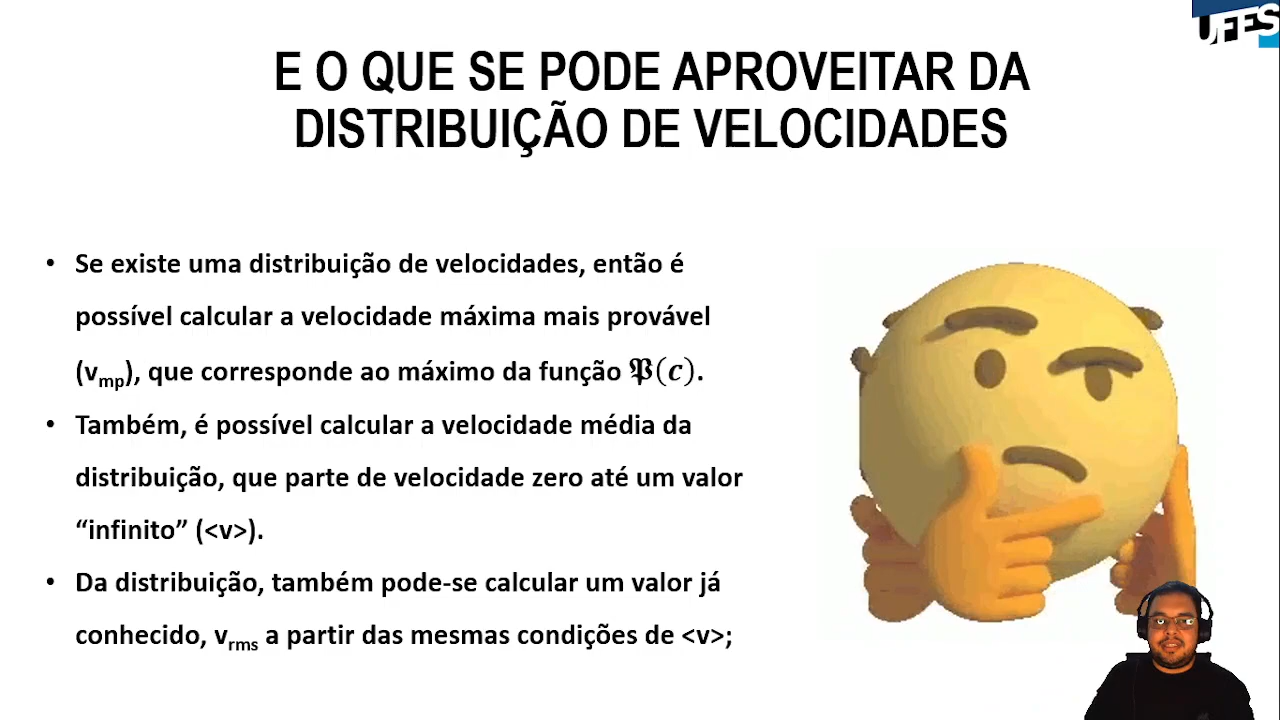 UFES
E O QUE SE PODE APROVEITAR DA
DISTRIBUIÇÃO DE VELOCIDADES
• Se existe uma distribuição de velocidades, então é
possível calcular a velocidade máxima mais provável
(vmp), que corresponde ao máximo da função 𝕻(𝒄).
• Também, é possível calcular a velocidade média da
distribuição, que parte de velocidade zero até um valor
“infinito” (<v>).
• Da distribuição, também pode-se calcular um valor já
conhecido, vrms a partir das mesmas condições de <v>;